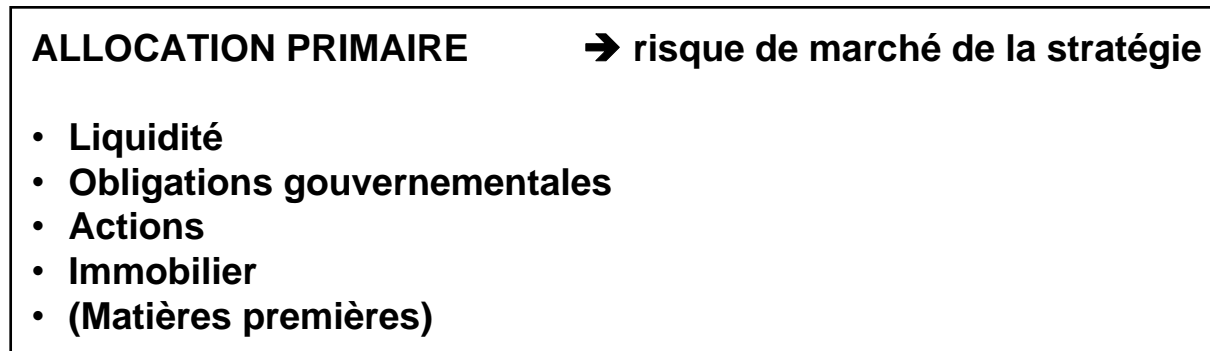 ALLOCATION PRIMAIRE ➔ risque de marché de la stratégie
• Liquidité
• Obligations gouvernementales
• Actions
• Immobilier
• (Matières premières)